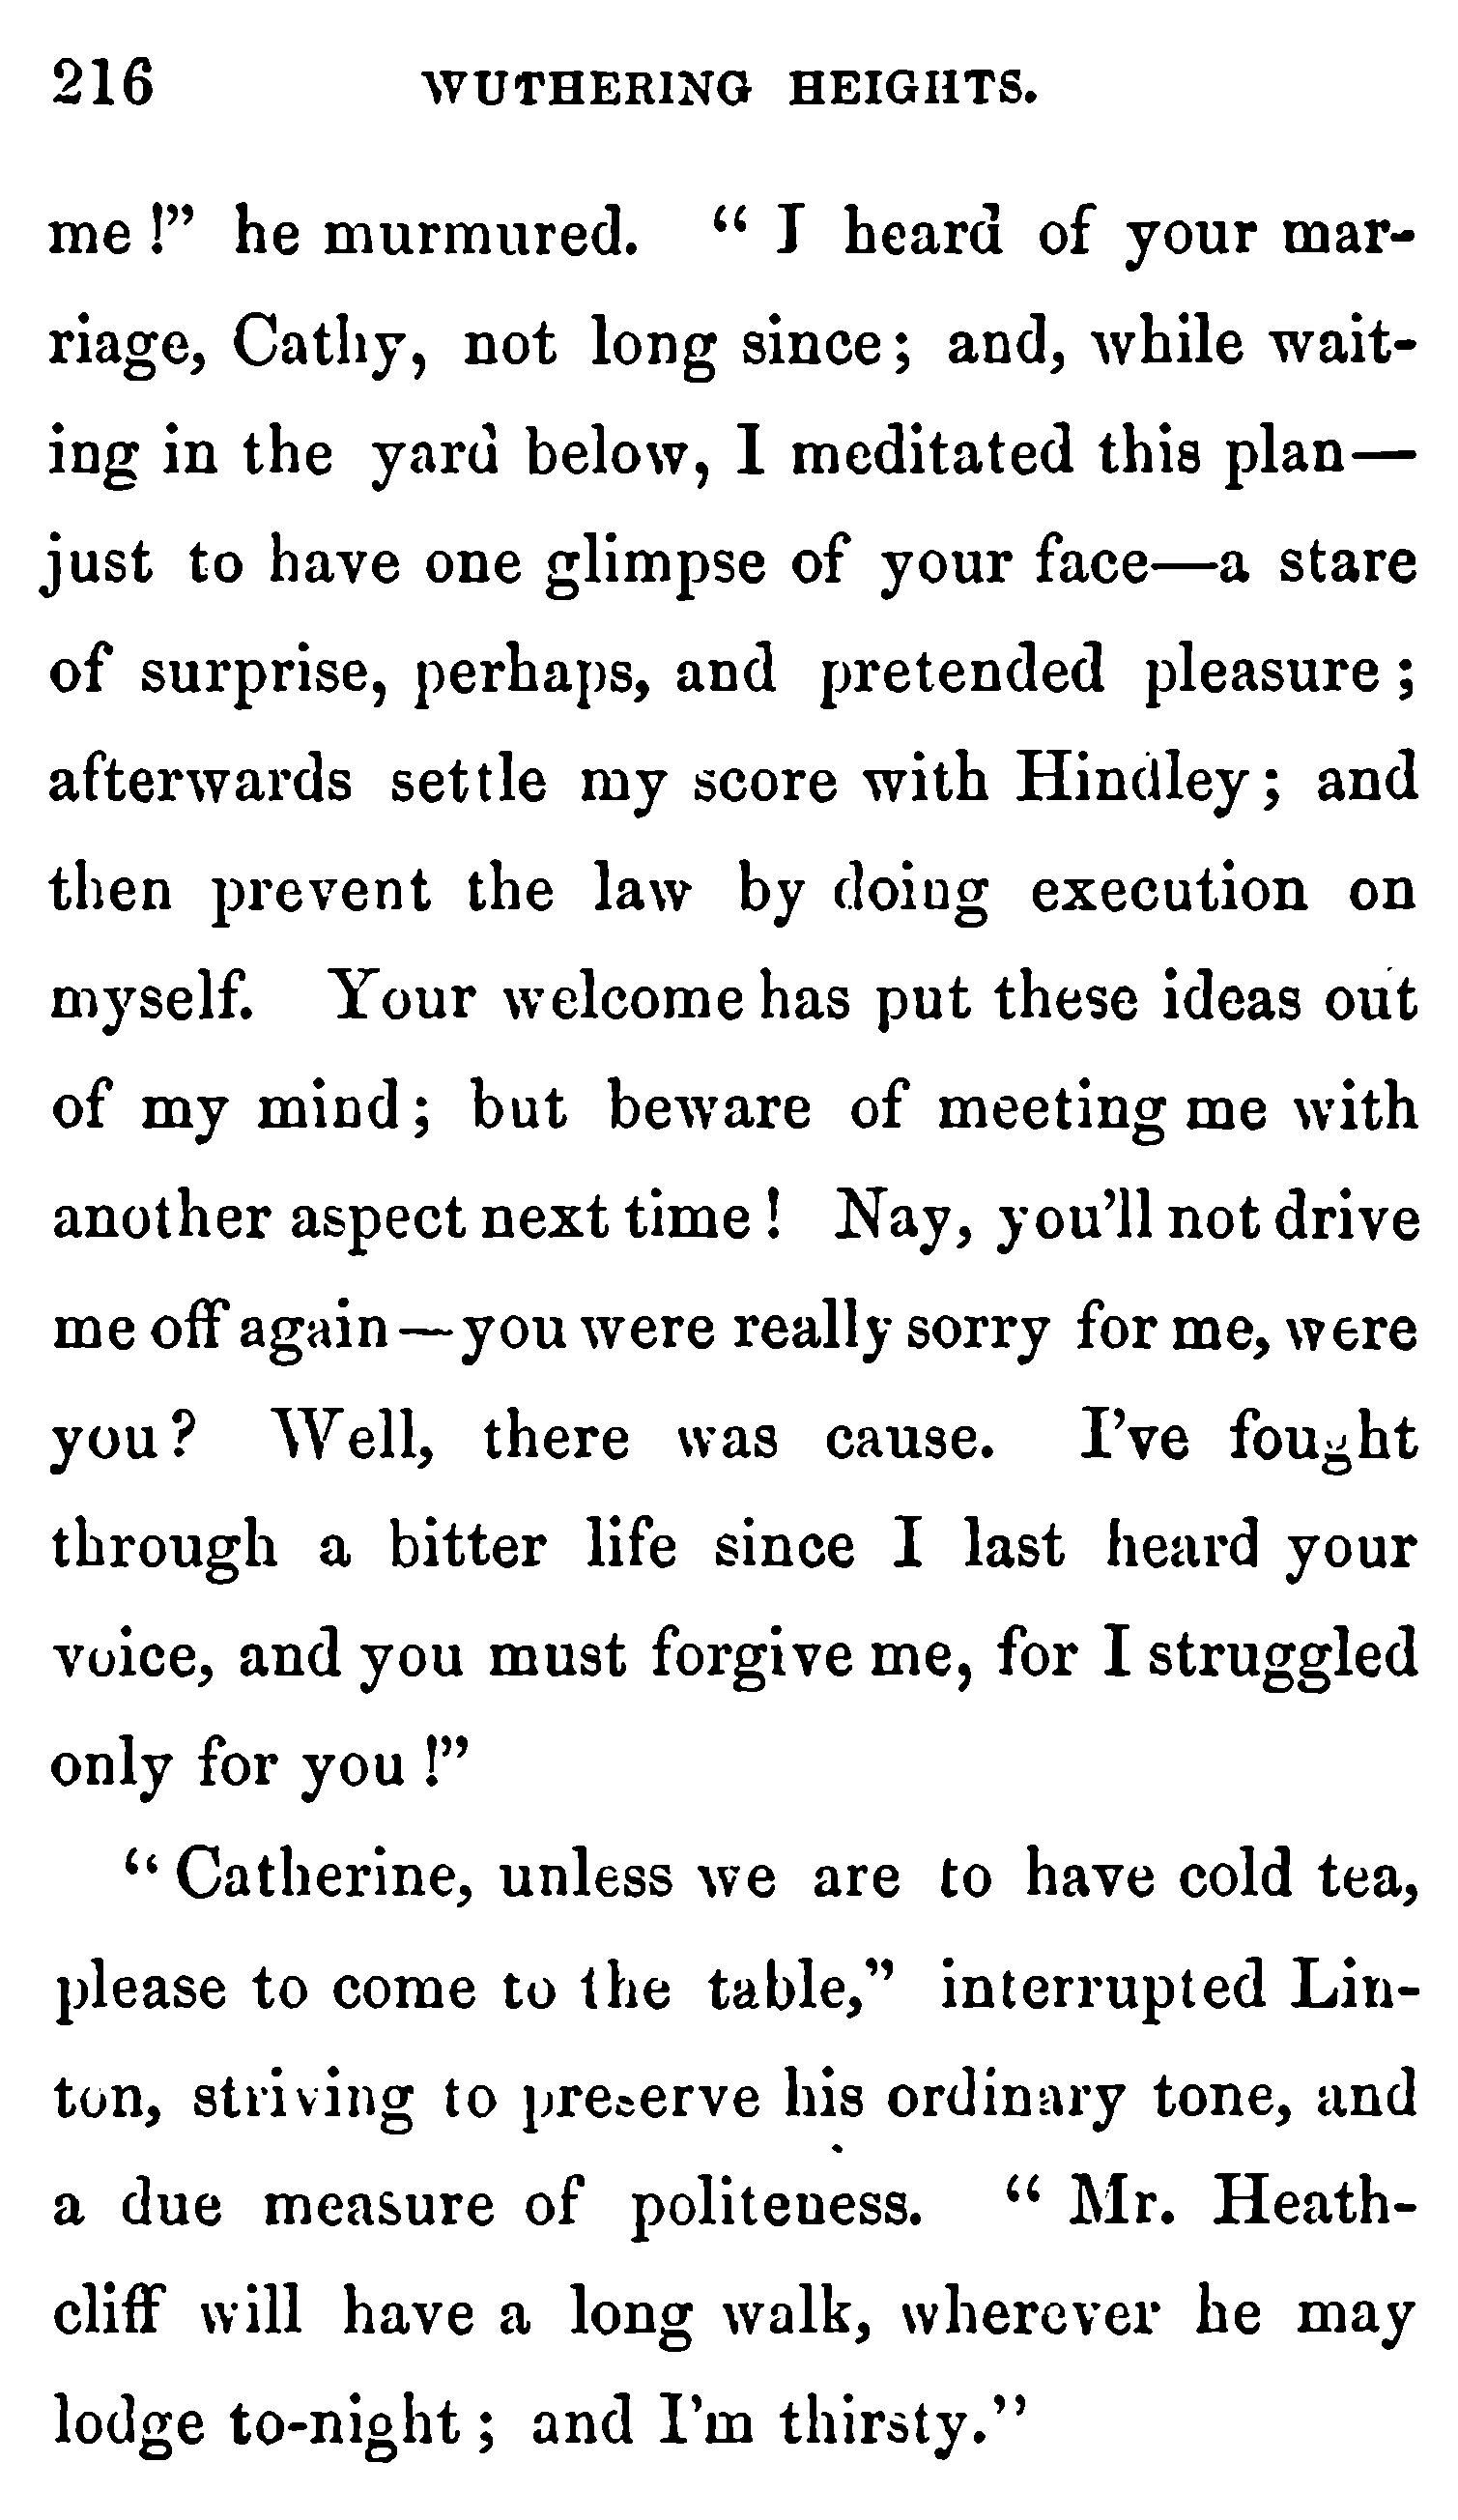 216 WUTHERING HEIGHTS.
me!" he murmured. "I heard of your mar-
riage, Cathy, not long since; and, while wait-
ing in the yard below, I meditated this plan—
just to have one glimpse of your face—a stare
of surprise, perhaps, and pretended pleasure;
afterwards settle my score with Hindley; and
then prevent the law by doing execution on
myself. Your welcome has put these ideas out
of my mind; but beware of meeting me with
another aspect next time! Nay, you'll not drive
me off again—you were really sorry for me, were
you? Well, there was cause. I've fought
through a bitter life since I last heard your
voice, and you must forgive me, for I struggled
only for you!"
"Catherine, unless we are to have cold tea,
please to come to the table," interrupted Lin-
ton, striving to preserve his ordinary tone, and
a due measure of politeness. "Mr. Heath-
cliff will have a long walk, wherever he may
lodge to-night; and I'm thirsty."